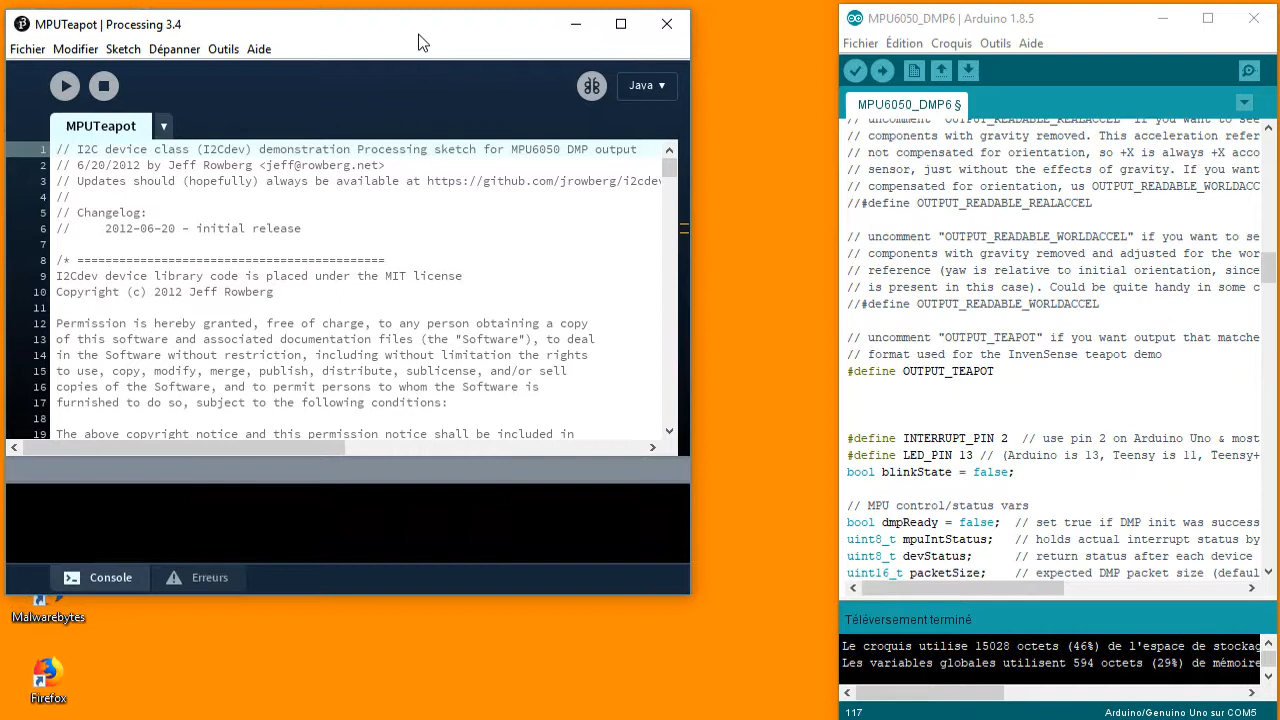 MPUTeapot | Processing 3.4
Fichier Modifier Sketch Dépanner Outils Aide
Java ▾
MPUTeapot ▾
1 // I2C device class (I2Cdev) demonstration Processing sketch for MPU6050 DMP output
2 // 6/20/2012 by Jeff Rowberg <jeff@rowberg.net>
3 // Updates should (hopefully) always be available at https://github.com/jrowberg/i2cdev
4 //
5 // Changelog:
6 //     2012-06-20 - initial release
7
8 /* ============================================
9 I2Cdev device library code is placed under the MIT license
10 Copyright (c) 2012 Jeff Rowberg
11
12 Permission is hereby granted, free of charge, to any person obtaining a copy
13 of this software and associated documentation files (the "Software"), to deal
14 in the Software without restriction, including without limitation the rights
15 to use, copy, modify, merge, publish, distribute, sublicense, and/or sell
16 copies of the Software, and to permit persons to whom the Software is
17 furnished to do so, subject to the following conditions:
18
19 The above copyright notice and this permission notice shall be included in
Console Erreurs
Malwarebytes
Firefox
MPU6050_DMP6 | Arduino 1.8.5
Fichier Édition Croquis Outils Aide
MPU6050_DMP6 §
// uncomment "OUTPUT_READABLE_REALACCEL" if you want to see
// components with gravity removed. This acceleration refer
// not compensated for orientation, so +X is always +X acco
// sensor, just without the effects of gravity. If you want
// compensated for orientation, us OUTPUT_READABLE_WORLDACC
//#define OUTPUT_READABLE_REALACCEL
// uncomment "OUTPUT_READABLE_WORLDACCEL" if you want to se
// components with gravity removed and adjusted for the wor
// reference (yaw is relative to initial orientation, since
// is present in this case). Could be quite handy in some c
//#define OUTPUT_READABLE_WORLDACCEL
// uncomment "OUTPUT_TEAPOT" if you want output that matche
// format used for the InvenSense teapot demo
#define OUTPUT_TEAPOT
#define INTERRUPT_PIN 2  // use pin 2 on Arduino Uno & most
#define LED_PIN 13 // (Arduino is 13, Teensy is 11, Teensy+
bool blinkState = false;
// MPU control/status vars
bool dmpReady = false;  // set true if DMP init was success
uint8_t mpuIntStatus;   // holds actual interrupt status by
uint8_t devStatus;      // return status after each device
uint16_t packetSize;    // expected DMP packet size (defaul
Téléversement terminé
Le croquis utilise 15028 octets (46%) de l'espace de stockag
Les variables globales utilisent 594 octets (29%) de mémoire
117 Arduino/Genuino Uno sur COM5